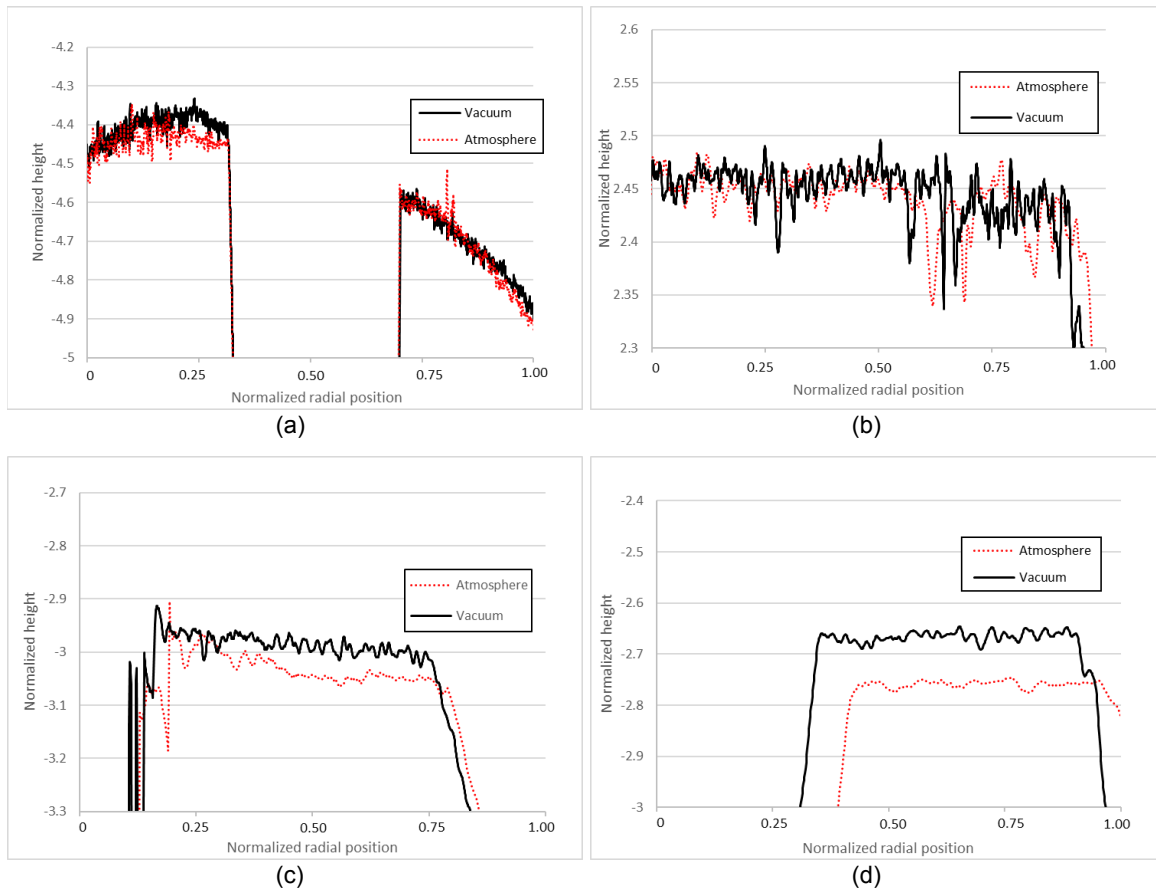 -4.2
-4.3
-4.4
-4.5
-4.6
-4.7
-4.8
-4.9
-5
Normalized height
Vacuum
Atmosphere
0 0.25 0.50 0.75 1.00
Normalized radial position
(a)
2.6
2.55
2.5
2.45
2.4
2.35
2.3
Normalized height
Atmosphere
Vacuum
0 0.25 0.50 0.75 1.00
Normalized radial position
(b)
-2.7
-2.8
-2.9
-3
-3.1
-3.2
-3.3
Normalized height
Atmosphere
Vacuum
0 0.25 0.50 0.75 1.00
Normalized radial position
(c)
-2.4
-2.5
-2.6
-2.7
-2.8
-2.9
-3
Normalized height
Atmosphere
Vacuum
0 0.25 0.50 0.75 1.00
Normalized radial position
(d)